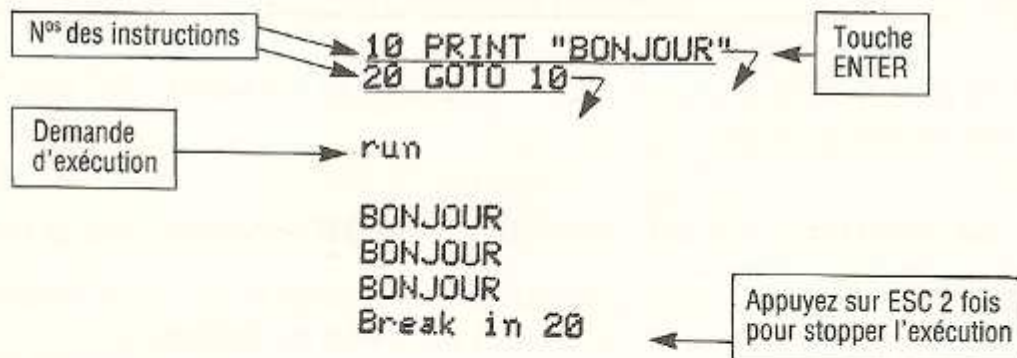 Nos des instructions
10 PRINT "BONJOUR"
20 GOTO 10
Touche
ENTER
Demande
d'exécution
run
BONJOUR
BONJOUR
BONJOUR
Break in 20
Appuyez sur ESC 2 fois
pour stopper l'exécution